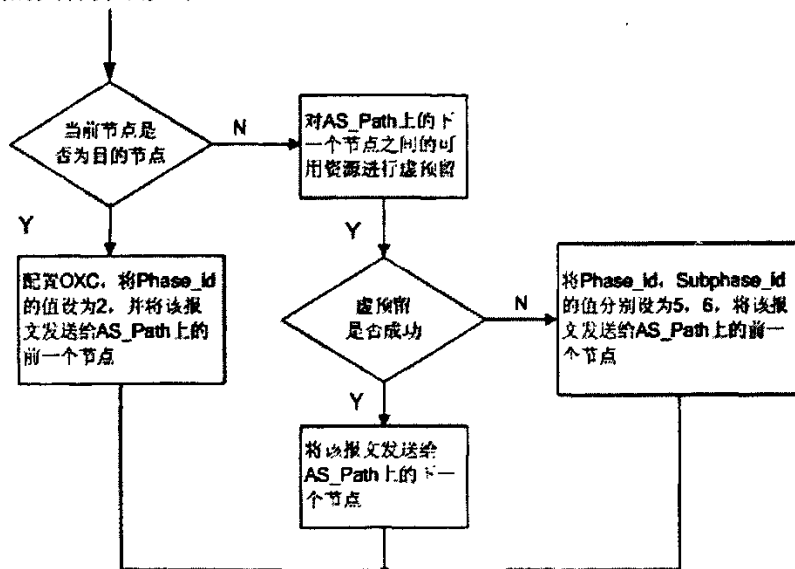 当前节点是
否为目的节点
N
对AS_Path上的下
一个节点之间的可
用资源进行虚预留
Y
Y
配置OXC，将Phase_id
的值设为2，并将该报
文发送给AS_Path上的
前一个节点
虚预留
是否成功
N
将Phase_id，Subphase_id
的值分别设为5，6，将该报
文发送给AS_Path上的前一
个节点
Y
将该报文发送给
AS_Path上的下一
个节点